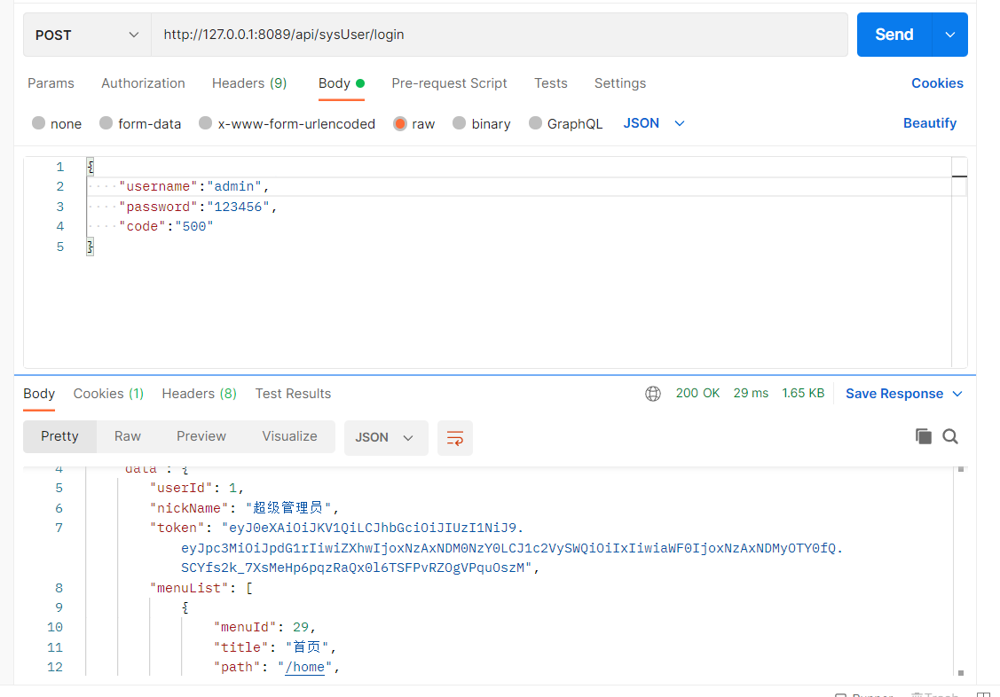 POST http://127.0.0.1:8089/api/sysUser/login Send
Params Authorization Headers (9) Body Pre-request Script Tests Settings Cookies
none form-data x-www-form-urlencoded raw binary GraphQL JSON Beautify
1 {
2 "username":"admin",
3 "password":"123456",
4 "code":"500"
5 }
Body Cookies (1) Headers (8) Test Results 200 OK 29 ms 1.65 KB Save Response
Pretty Raw Preview Visualize JSON
4 data : {
5 "userId": 1,
6 "nickName": "超级管理员",
7 "token": "eyJ0eXAiOiJKV1QiLCJhbGciOiJIUzI1NiJ9.
eyJpc3MiOiJpdG1rIiwiZXhwIjoxNzAxNDM0NzY0LCJ1c2VySWQiOiIxIiwiaWF0IjoxNzAxNDMyOTY0fQ.
SCYfs2k_7XsMeHp6pqzRaQx0l6TSFPvRZOgVPquOszM",
8 "menuList": [
9 {
10 "menuId": 29,
11 "title": "首页",
12 "path": "/home",
Runner Trash